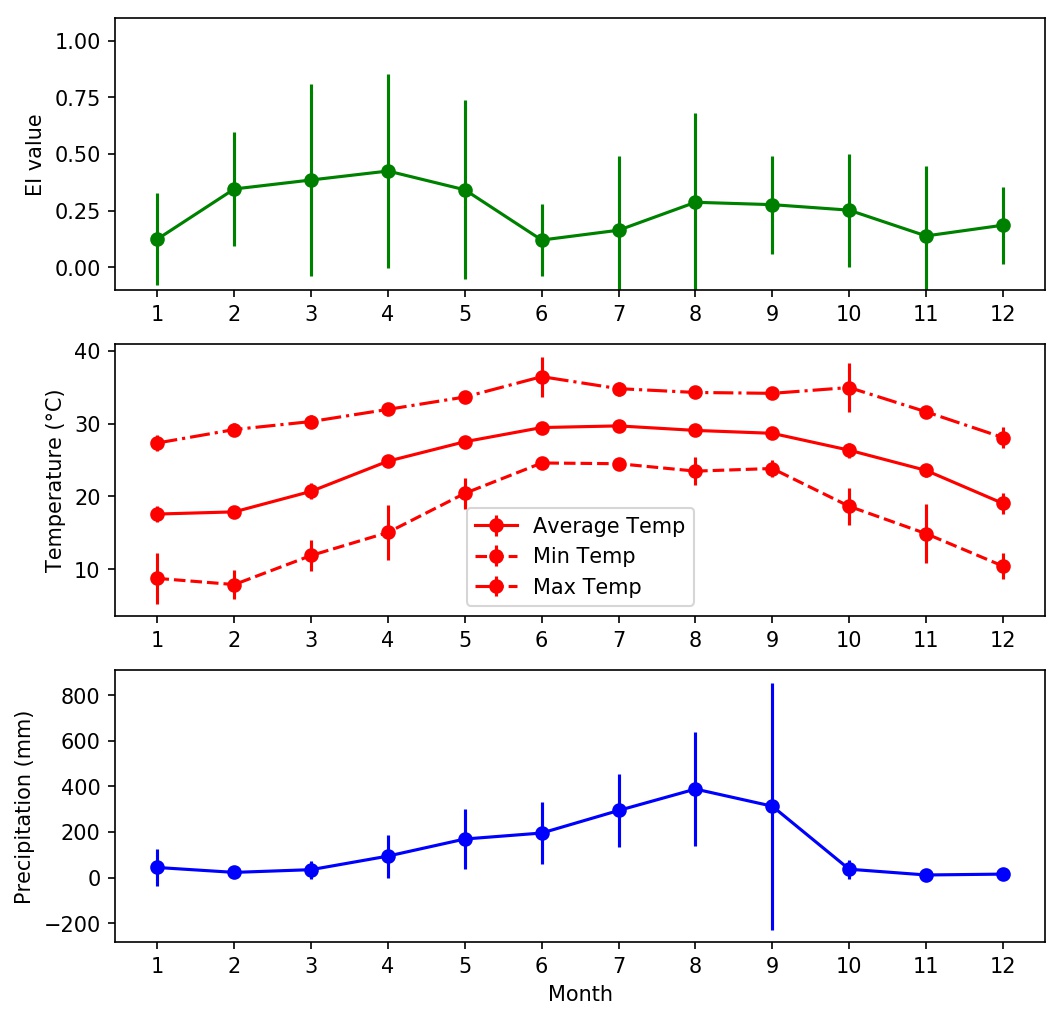 EI value
1.00
0.75
0.50
0.25
0.00
1 2 3 4 5 6 7 8 9 10 11 12
Temperature (°C)
40
30
20
10
Average Temp
Min Temp
Max Temp
1 2 3 4 5 6 7 8 9 10 11 12
Precipitation (mm)
800
600
400
200
0
−200
1 2 3 4 5 6 7 8 9 10 11 12
Month